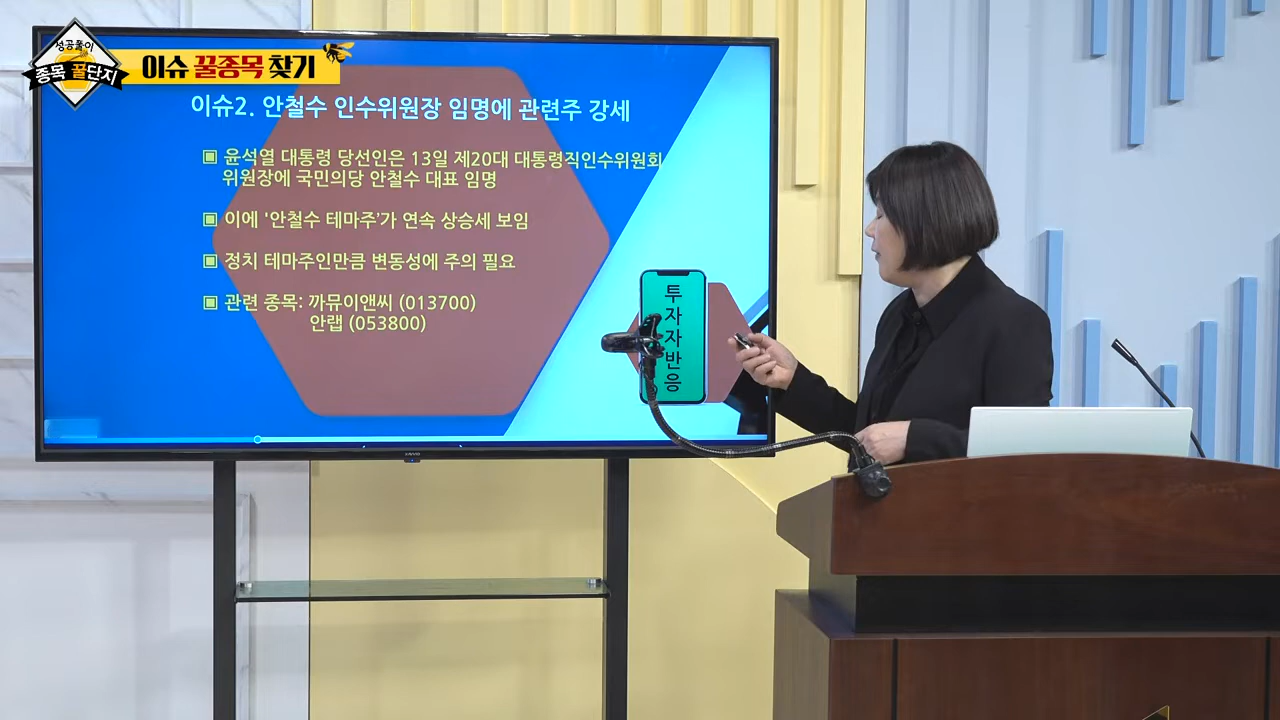 성공풀이
종목 꿀단지
이슈 꿀종목 찾기
이슈2. 안철수 인수위원장 임명에 관련주 강세
▣ 윤석열 대통령 당선인은 13일 제20대 대통령직인수위원회
위원장에 국민의당 안철수 대표 임명
▣ 이에 '안철수 테마주'가 연속 상승세 보임
▣ 정치 테마주인만큼 변동성에 주의 필요
▣ 관련 종목: 까뮤이앤씨 (013700)
안랩 (053800)
투
자
자
반
응